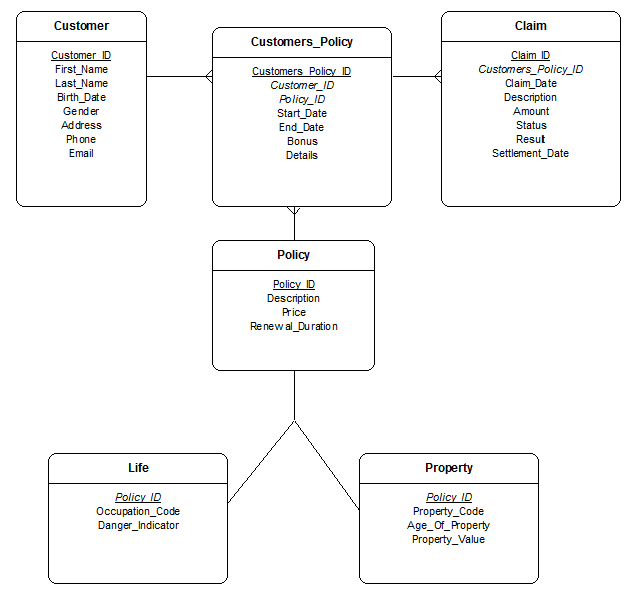 Customer
Customer_ID
First_Name
Last_Name
Birth_Date
Gender
Address
Phone
Email
Customers_Policy
Customers_Policy_ID
Customer_ID
Policy_ID
Start_Date
End_Date
Bonus
Details
Claim
Claim_ID
Customers_Policy_ID
Claim_Date
Description
Amount
Status
Result
Settlement_Date
Policy
Policy_ID
Description
Price
Renewal_Duration
Life
Policy_ID
Occupation_Code
Danger_Indicator
Property
Policy_ID
Property_Code
Age_Of_Property
Property_Value